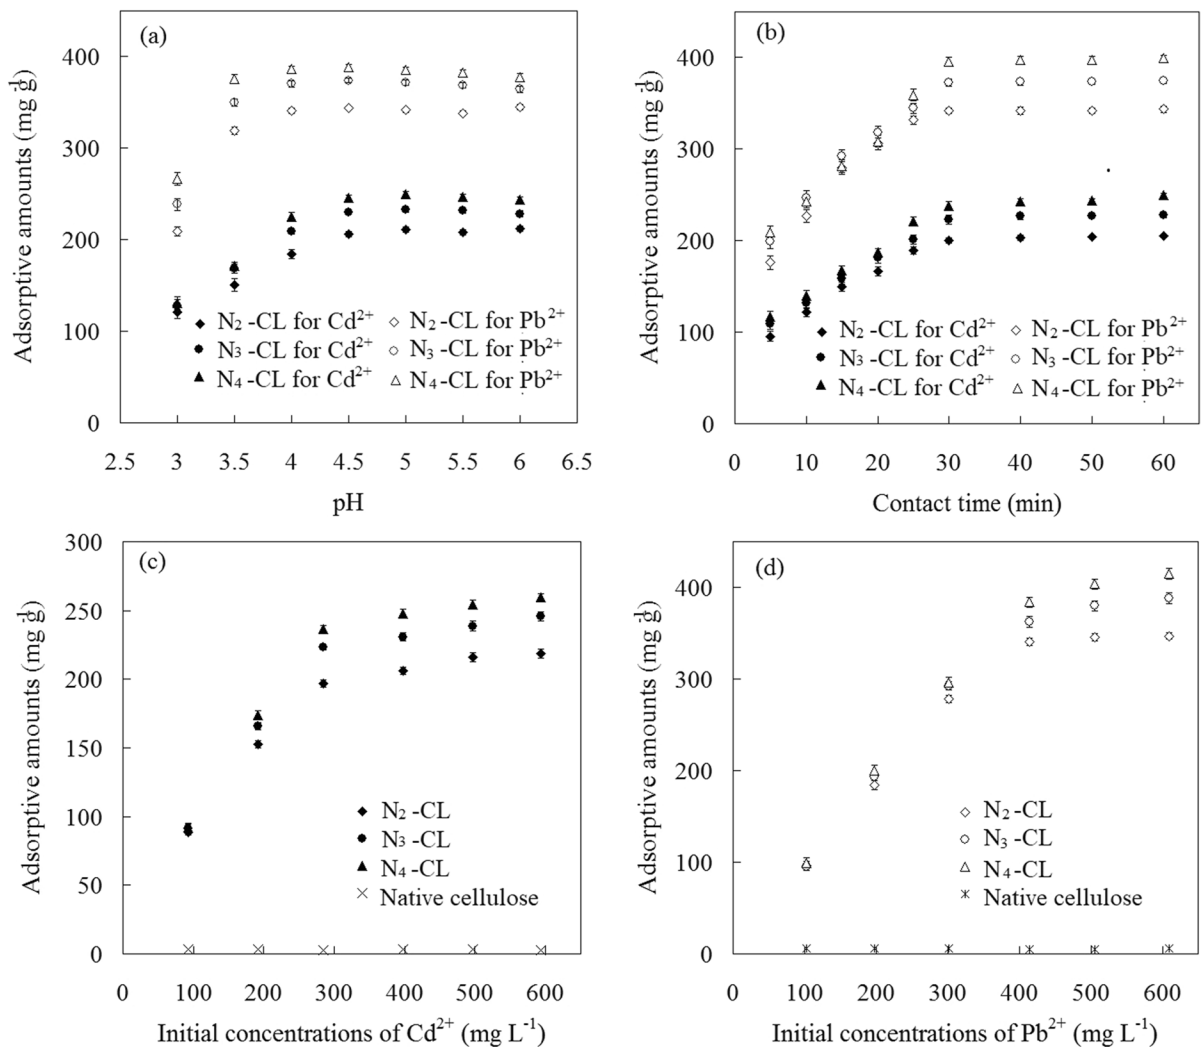 (a)
Adsorptive amounts (mg g⁻¹)
400
300
200
100
0
N₂ -CL for Cd²⁺
N₃ -CL for Cd²⁺
N₄ -CL for Cd²⁺
N₂ -CL for Pb²⁺
N₃ -CL for Pb²⁺
N₄ -CL for Pb²⁺
2.5 3 3.5 4 4.5 5 5.5 6 6.5
pH
(b)
Adsorptive amounts (mg g⁻¹)
400
300
200
100
0
N₂ -CL for Cd²⁺
N₃ -CL for Cd²⁺
N₄ -CL for Cd²⁺
N₂ -CL for Pb²⁺
N₃ -CL for Pb²⁺
N₄ -CL for Pb²⁺
0 10 20 30 40 50 60
Contact time (min)
(c)
Adsorptive amounts (mg g⁻¹)
300
250
200
150
100
50
0
N₂ -CL
N₃ -CL
N₄ -CL
Native cellulose
0 100 200 300 400 500 600
Initial concentrations of Cd²⁺ (mg L⁻¹)
(d)
Adsorptive amounts (mg g⁻¹)
400
300
200
100
0
N₂ -CL
N₃ -CL
N₄ -CL
Native cellulose
0 100 200 300 400 500 600
Initial concentrations of Pb²⁺ (mg L⁻¹)